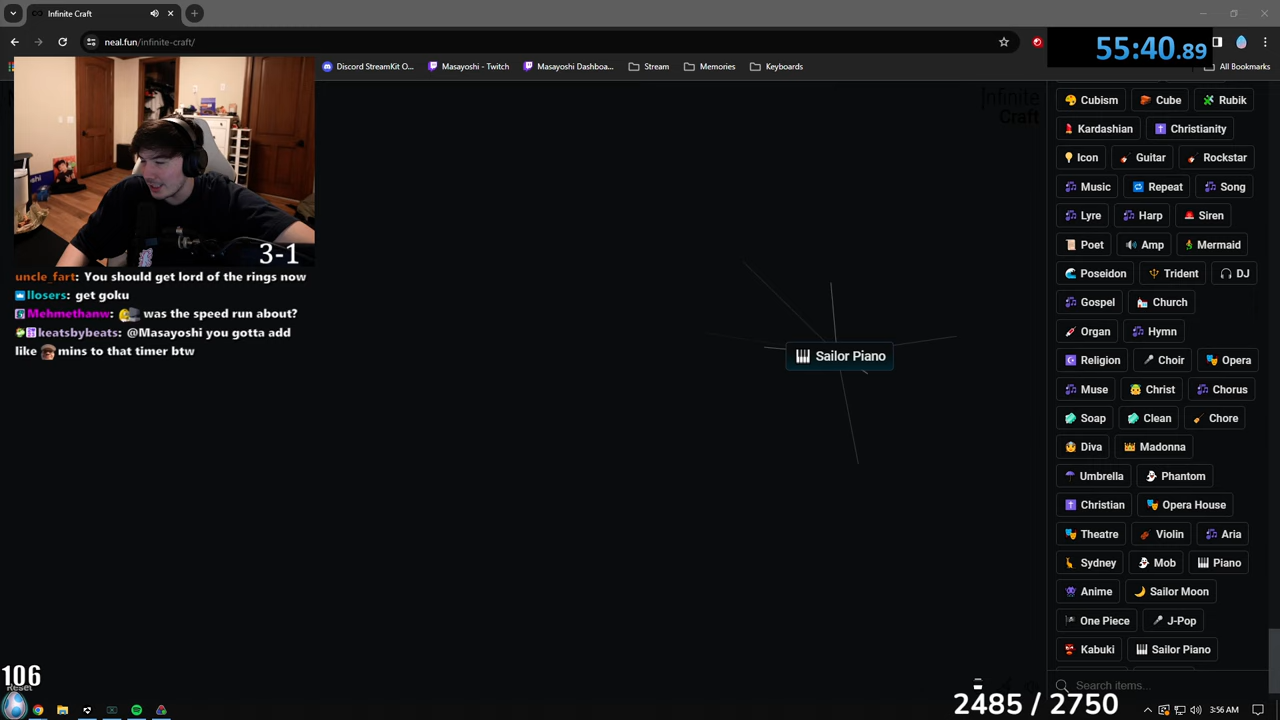 Infinite Craft
55:40.89
neal.fun/infinite-craft/
Discord StreamKit O...
Masayoshi - Twitch
Masayoshi Dashboa...
Stream
Memories
Keyboards
All Bookmarks
Infinite
Craft
3-1
uncle_fart: You should get lord of the rings now
llosers: get goku
Mehmethanw: was the speed run about?
keatsbybeats: @Masayoshi you gotta add
like mins to that timer btw
Sailor Piano
Cubism Cube Rubik
Kardashian Christianity
Icon Guitar Rockstar
Music Repeat Song
Lyre Harp Siren
Poet Amp Mermaid
Poseidon Trident DJ
Gospel Church
Organ Hymn
Religion Choir Opera
Muse Christ Chorus
Soap Clean Chore
Diva Madonna
Umbrella Phantom
Christian Opera House
Theatre Violin Aria
Sydney Mob Piano
Anime Sailor Moon
One Piece J-Pop
Kabuki Sailor Piano
Search items...
106
Reset
2485 / 2750
3:56 AM